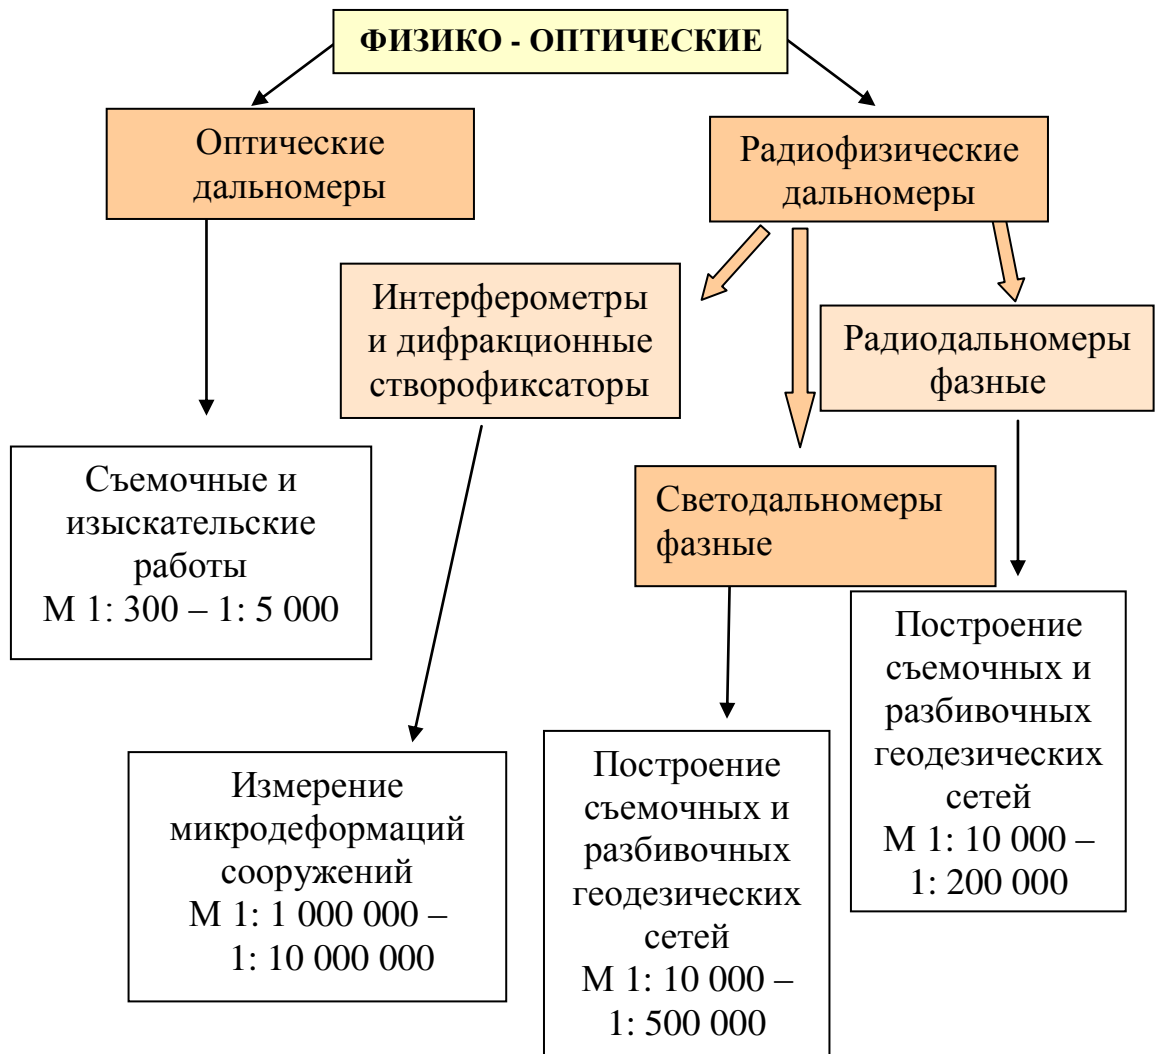 ФИЗИКО - ОПТИЧЕСКИЕ
Оптические
дальномеры
Радиофизические
дальномеры
Интерферометры
и дифракционные
створофиксаторы
Радиодальномеры
фазные
Съемочные и
изыскательские
работы
М 1: 300 – 1: 5 000
Светодальномеры
фазные
Построение
съемочных и
разбивочных
геодезических
сетей
М 1: 10 000 –
1: 200 000
Измерение
микродеформаций
сооружений
М 1: 1 000 000 –
1: 10 000 000
Построение
съемочных и
разбивочных
геодезических
сетей
М 1: 10 000 –
1: 500 000